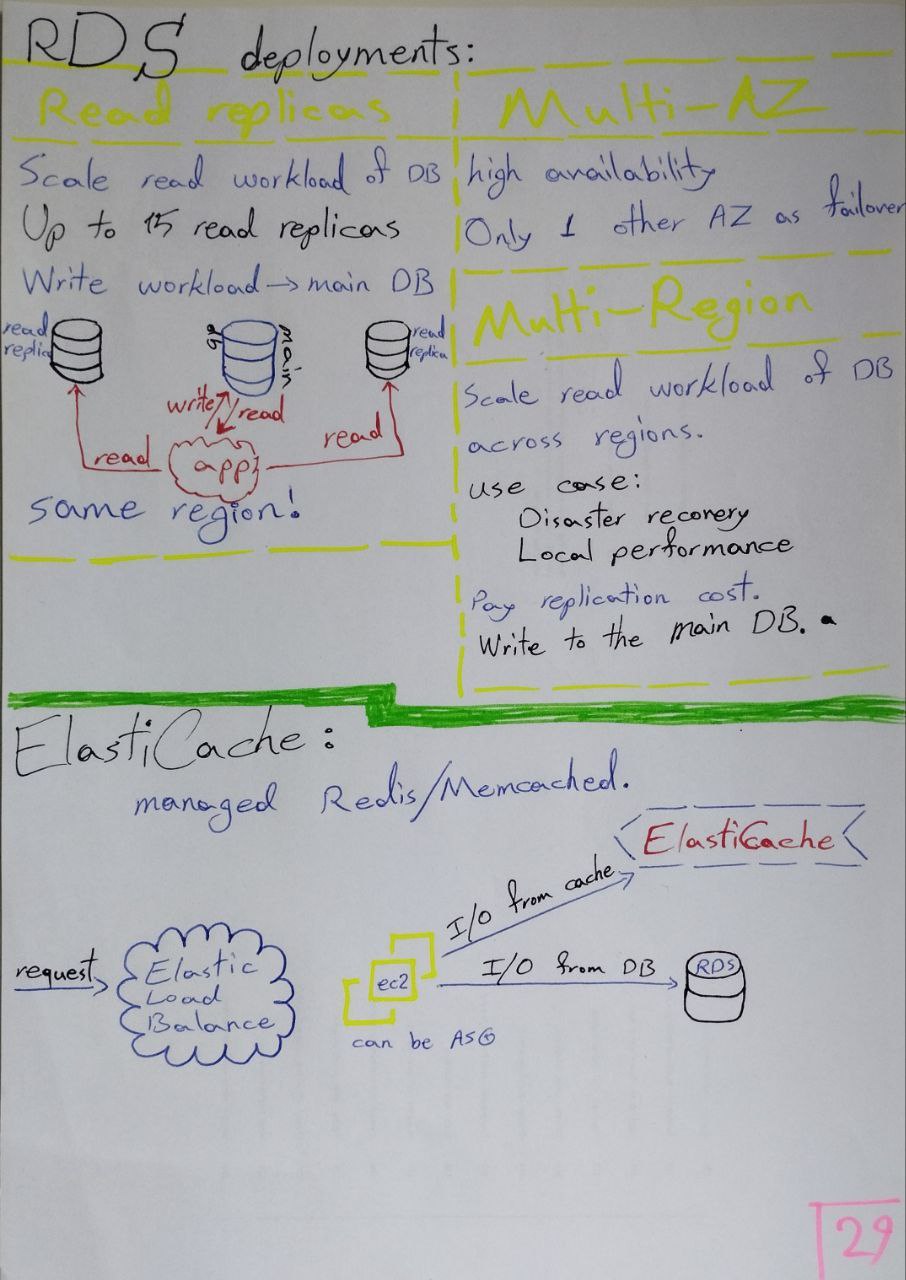 RDS deployments:
Read replicas
Scale read workload of DB
Up to 15 read replicas
Write workload → main DB
read
replica
db
main
read
replica
write
read
read
read
app
same region!
Multi-AZ
high availability
Only 1 other AZ as failover
Multi-Region
Scale read workload of DB
across regions.
use case:
Disaster recovery
Local performance
Pay replication cost.
Write to the main DB.
ElastiCache:
managed Redis/Memcached.
ElastiCache
I/O from cache
request
Elastic
Load
Balance
ec2
I/O from DB
RDS
can be ASG
29